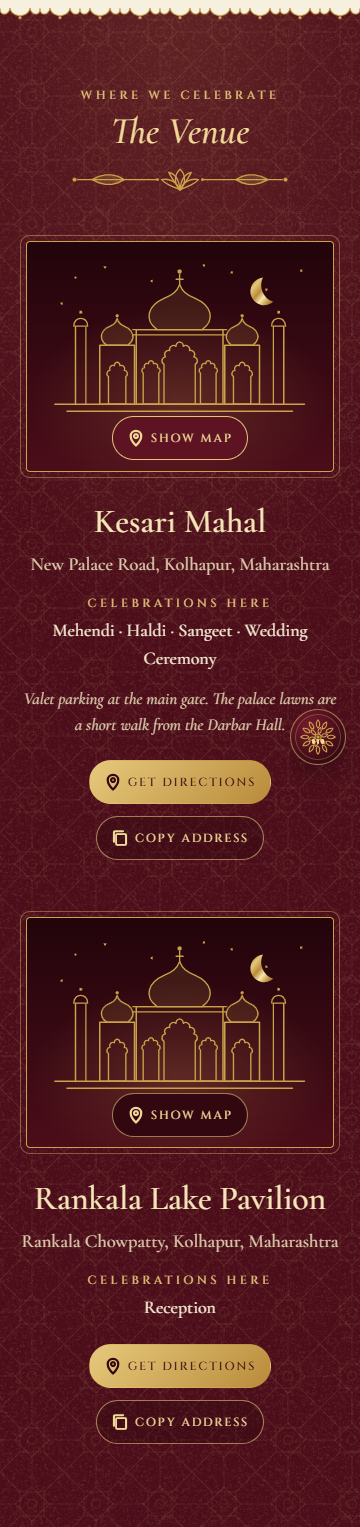 WHERE WE CELEBRATE
The Venue
SHOW MAP
Kesari Mahal
New Palace Road, Kolhapur, Maharashtra
CELEBRATIONS HERE
Mehendi · Haldi · Sangeet · Wedding
Ceremony
Valet parking at the main gate. The palace lawns are
a short walk from the Darbar Hall.
GET DIRECTIONS
COPY ADDRESS
SHOW MAP
Rankala Lake Pavilion
Rankala Chowpatty, Kolhapur, Maharashtra
CELEBRATIONS HERE
Reception
GET DIRECTIONS
COPY ADDRESS